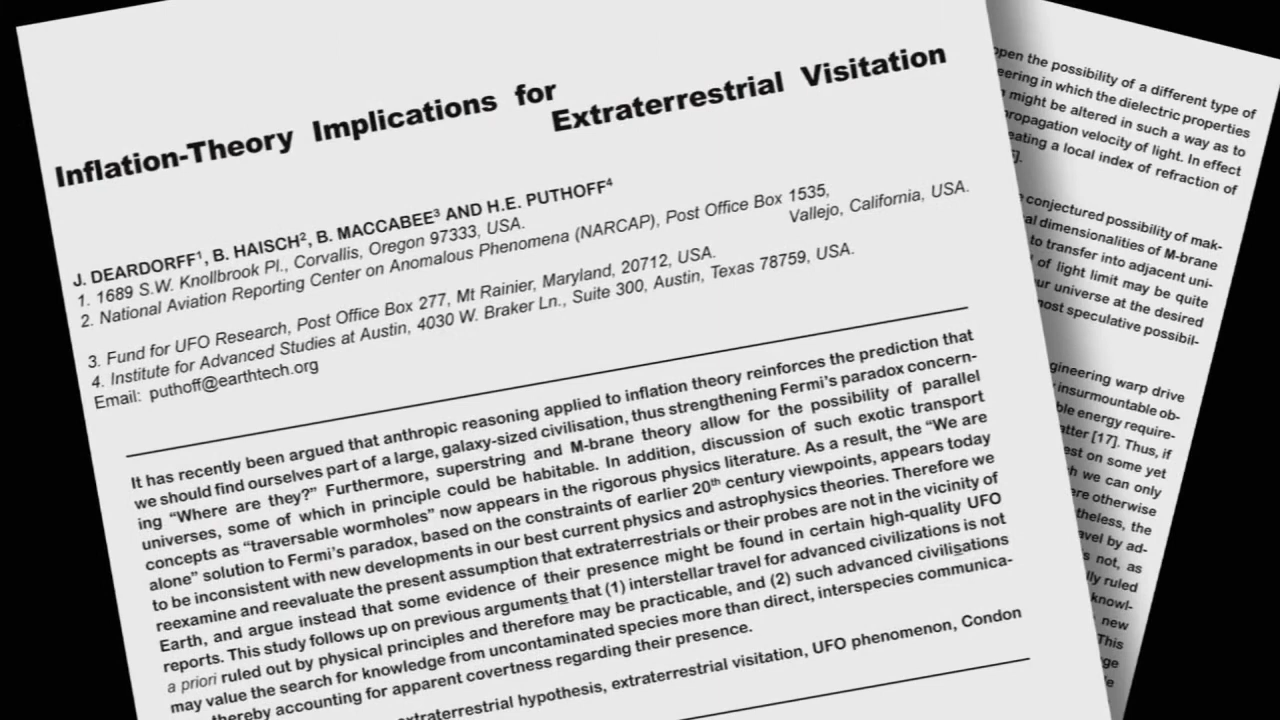 Inflation-Theory Implications for
Extraterrestrial Visitation
J. DEARDORFF¹, B. HAISCH², B. MACCABEE³ AND H.E. PUTHOFF⁴
1. 1689 S.W. Knollbrook Pl., Corvallis, Oregon 97333, USA.
2. National Aviation Reporting Center on Anomalous Phenomena (NARCAP), Post Office Box 1535,
Vallejo, California, USA.
3. Fund for UFO Research, Post Office Box 277, Mt Rainier, Maryland, 20712, USA.
4. Institute for Advanced Studies at Austin, 4030 W. Braker Ln., Suite 300, Austin, Texas 78759, USA.
Email: puthoff@earthtech.org
It has recently been argued that anthropic reasoning applied to inflation theory reinforces the prediction that
we should find ourselves part of a large, galaxy-sized civilisation, thus strengthening Fermi's paradox concern-
ing "Where are they?" Furthermore, superstring and M-brane theory allow for the possibility of parallel
universes, some of which in principle could be habitable. In addition, discussion of such exotic transport
concepts as "traversable wormholes" now appears in the rigorous physics literature. As a result, the "We are
alone" solution to Fermi's paradox, based on the constraints of earlier 20th century viewpoints, appears today
to be inconsistent with new developments in our best current physics and astrophysics theories. Therefore we
reexamine and reevaluate the present assumption that extraterrestrials or their probes are not in the vicinity of
Earth, and argue instead that some evidence of their presence might be found in certain high-quality UFO
reports. This study follows up on previous arguments that (1) interstellar travel for advanced civilizations is not
a priori ruled out by physical principles and therefore may be practicable, and (2) such advanced civilisations
may value the search for knowledge from uncontaminated species more than direct, interspecies communica-
thereby accounting for apparent covertness regarding their presence.
extraterrestrial hypothesis, extraterrestrial visitation, UFO phenomenon, Condon
open the possibility of a different type of
eering in which the dielectric properties
might be altered in such a way as to
propagation velocity of light. In effect
eating a local index of refraction of
].
conjectured possibility of mak-
al dimensionalities of M-brane
to transfer into adjacent uni-
of light limit may be quite
our universe at the desired
most speculative possibil-
gineering warp drive
insurmountable ob-
ble energy require-
atter [17]. Thus, if
est on some yet
h we can only
ere otherwise
theless, the
avel by ad-
s not, as
lly ruled
knowl-
new
This
ge